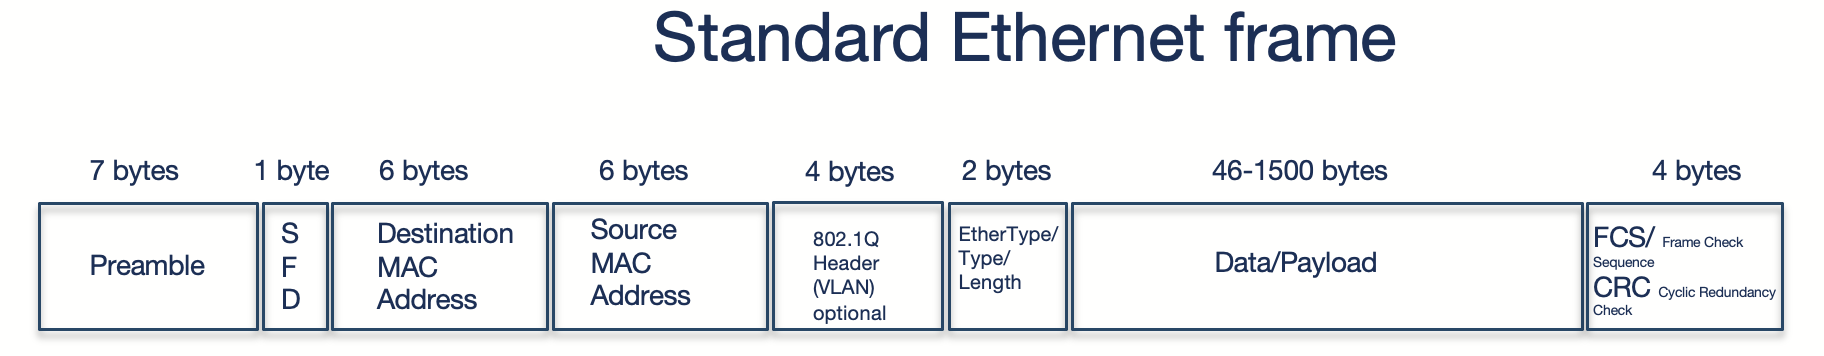 Standard Ethernet frame
7 bytes
1 byte
6 bytes
6 bytes
4 bytes
2 bytes
46-1500 bytes
4 bytes
Preamble
S
F
D
Destination
MAC
Address
Source
MAC
Address
802.1Q
Header
(VLAN)
optional
EtherType/
Type/
Length
Data/Payload
FCS/ Frame Check
Sequence
CRC Cyclic Redundancy
Check